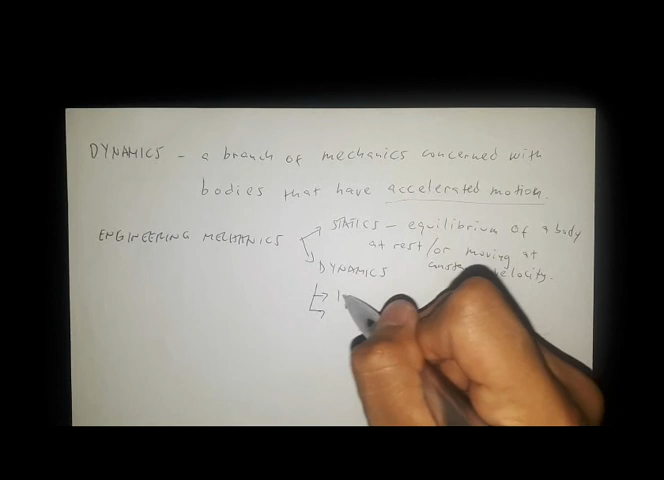 DYNAMICS - a branch of mechanics concerned with
bodies that have accelerated motion.
ENGINEERING MECHANICS
STATICS - equilibrium of a body
at rest/or moving at
velocity.
DYNAMICS